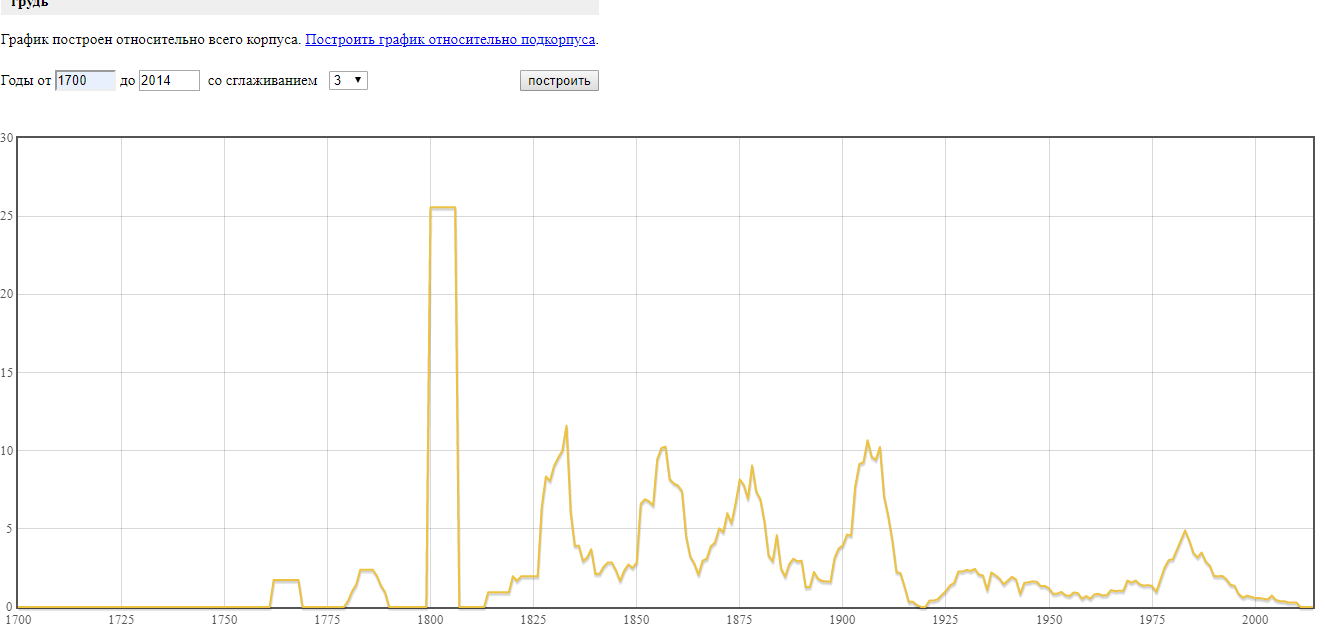 График построен относительно всего корпуса. Построить график относительно подкорпуса.
Годы от 1700 до 2014 со сглаживанием 3 построить
30
25
20
15
10
5
0
1700 1725 1750 1775 1800 1825 1850 1875 1900 1925 1950 1975 2000